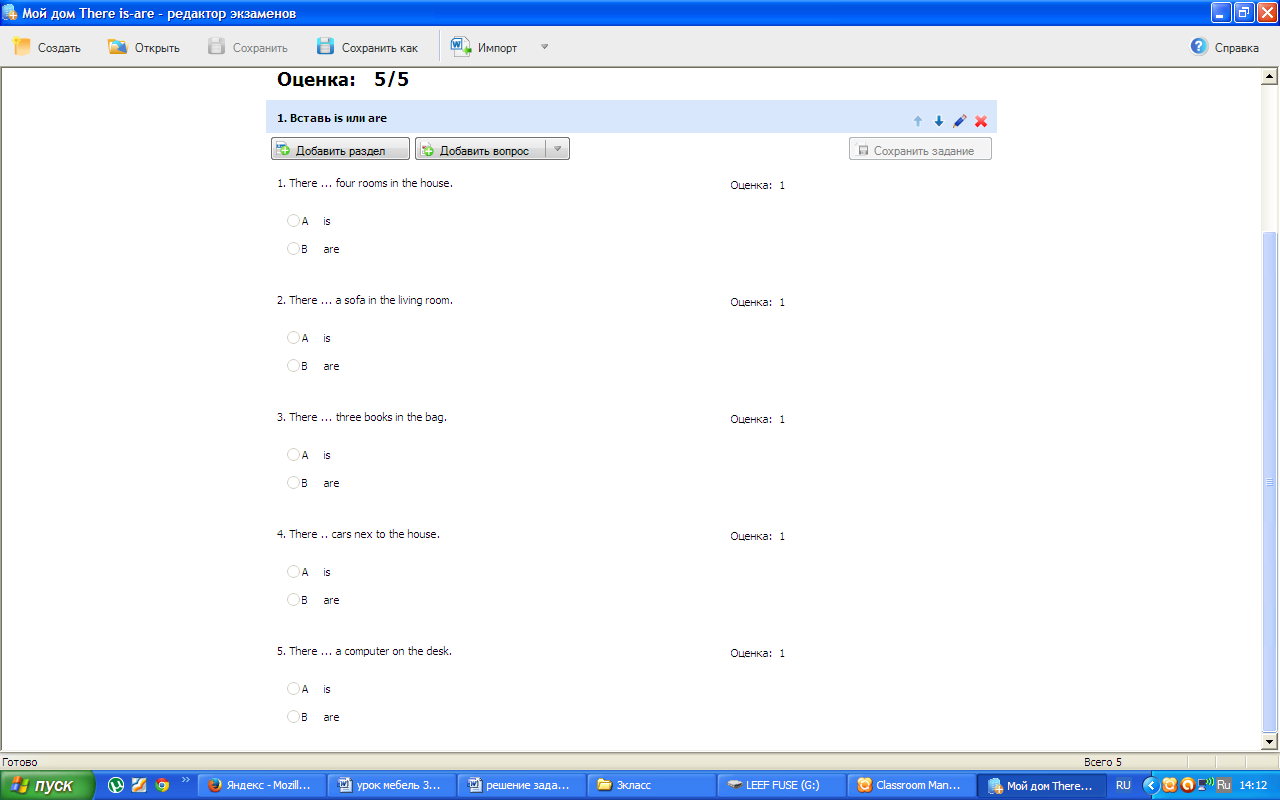 Мой дом There is-are - редактор экзаменов
Создать Открыть Сохранить Сохранить как Импорт Справка
Оценка: 5/5
1. Вставь is или are
Добавить раздел Добавить вопрос Сохранить задание
1. There ... four rooms in the house. Оценка: 1
A is
B are
2. There ... a sofa in the living room. Оценка: 1
A is
B are
3. There ... three books in the bag. Оценка: 1
A is
B are
4. There .. cars nex to the house. Оценка: 1
A is
B are
5. There ... a computer on the desk. Оценка: 1
A is
B are
Готово Всего 5
пуск Яндекс - Mozill... урок мебель 3... решение зада... 3класс LEEF FUSE (G:) Classroom Man... Мой дом There... RU Ru 14:12